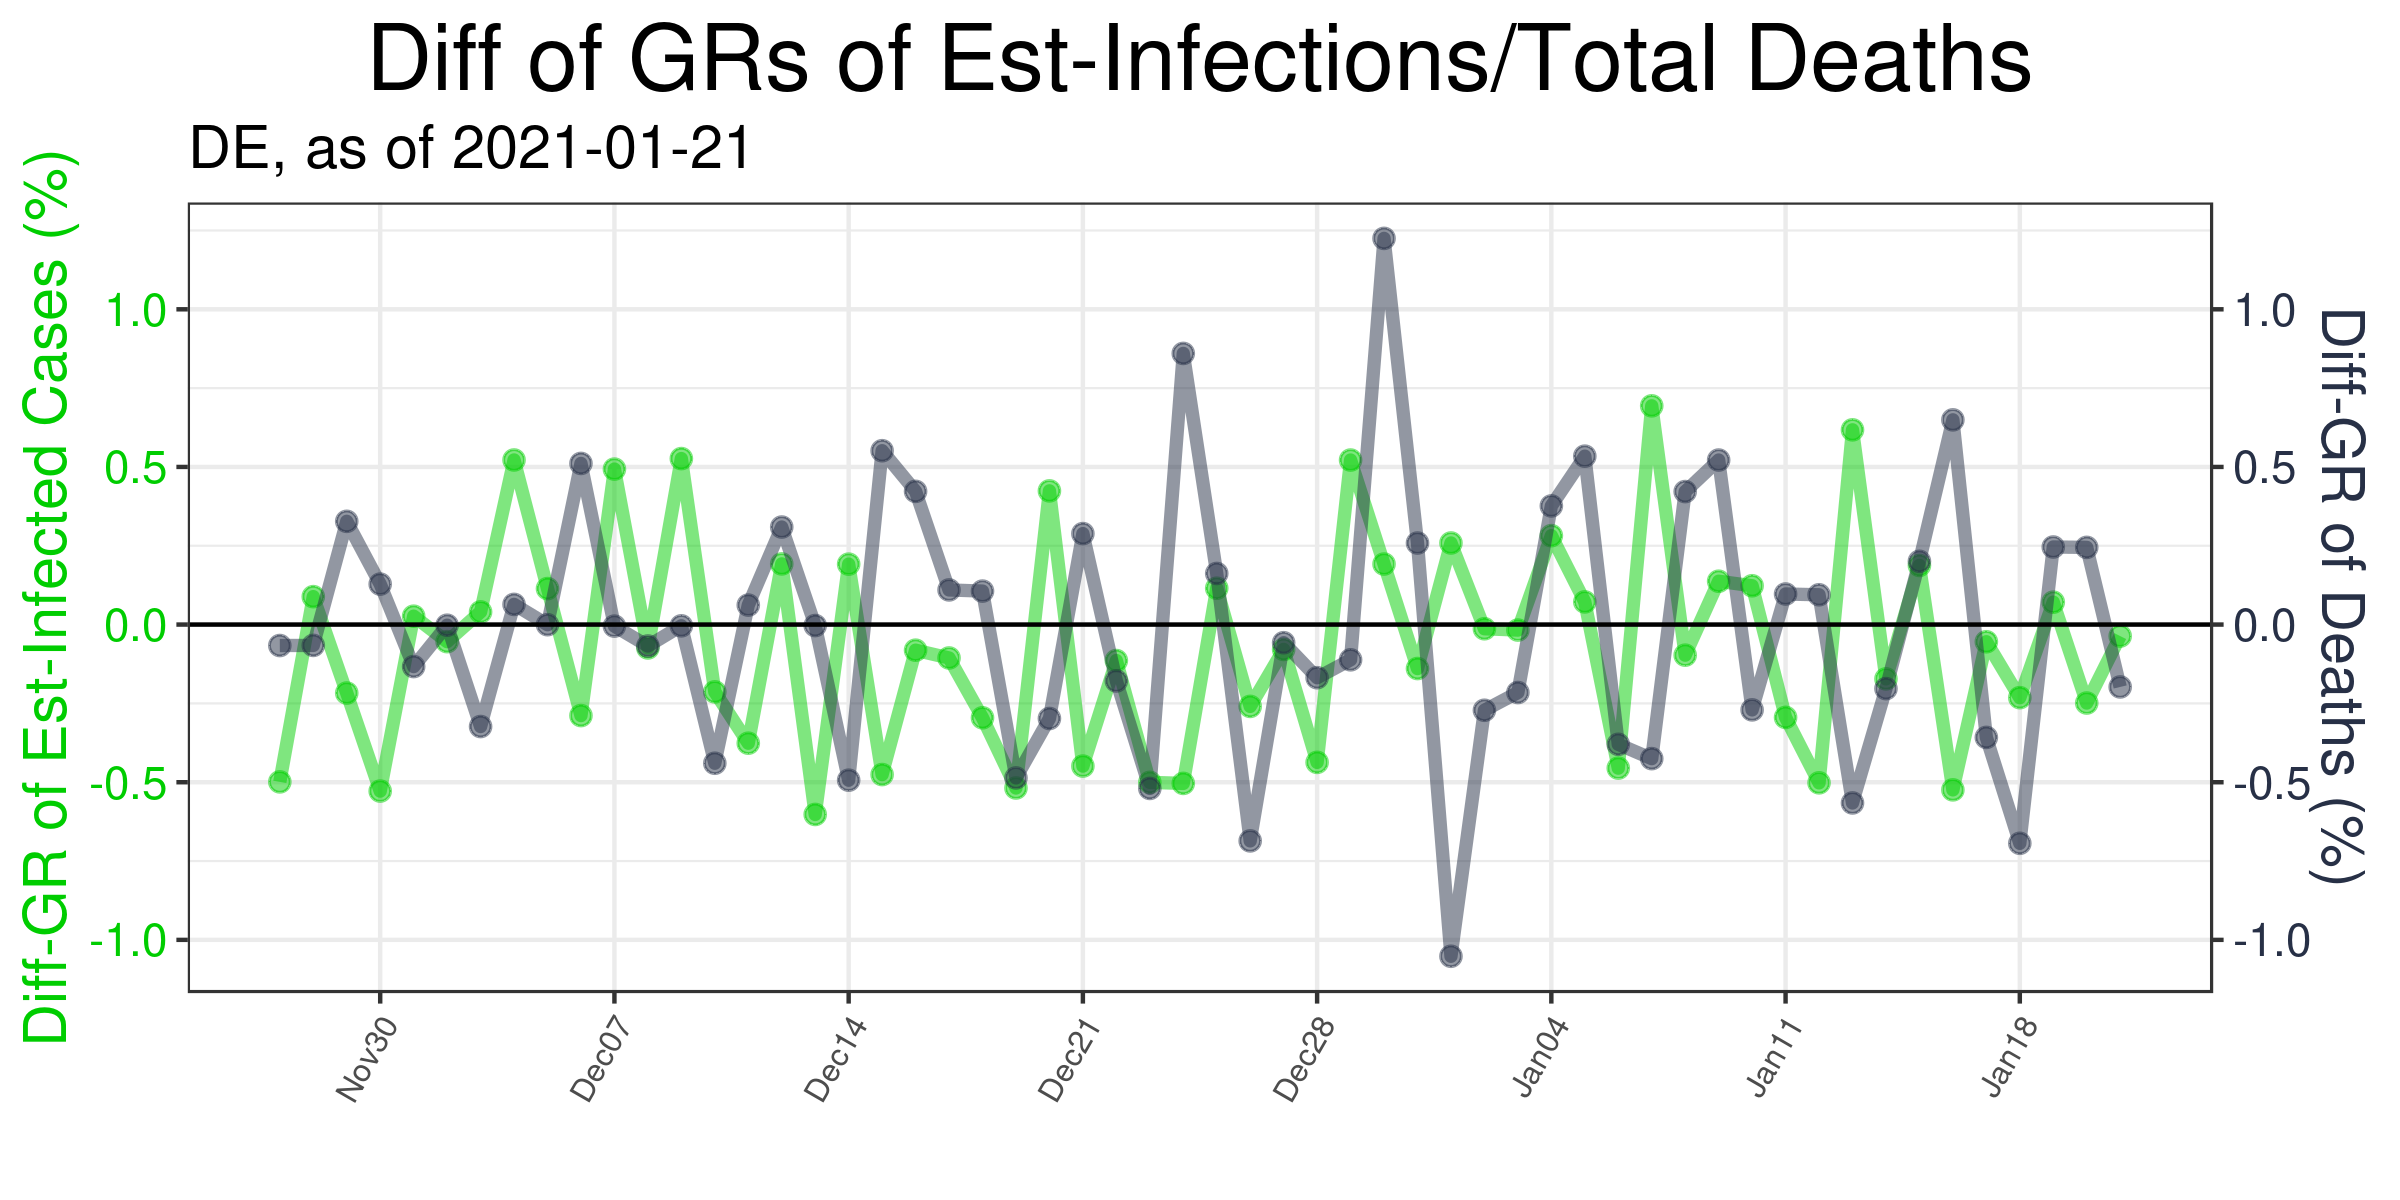 Diff of GRs of Est-Infections/Total Deaths
DE, as of 2021-01-21
Diff-GR of Est-Infected Cases (%)
1.0
0.5
0.0
-0.5
-1.0
1.0
0.5
0.0
-0.5
-1.0
Diff-GR of Deaths (%)
Nov30
Dec07
Dec14
Dec21
Dec28
Jan04
Jan11
Jan18